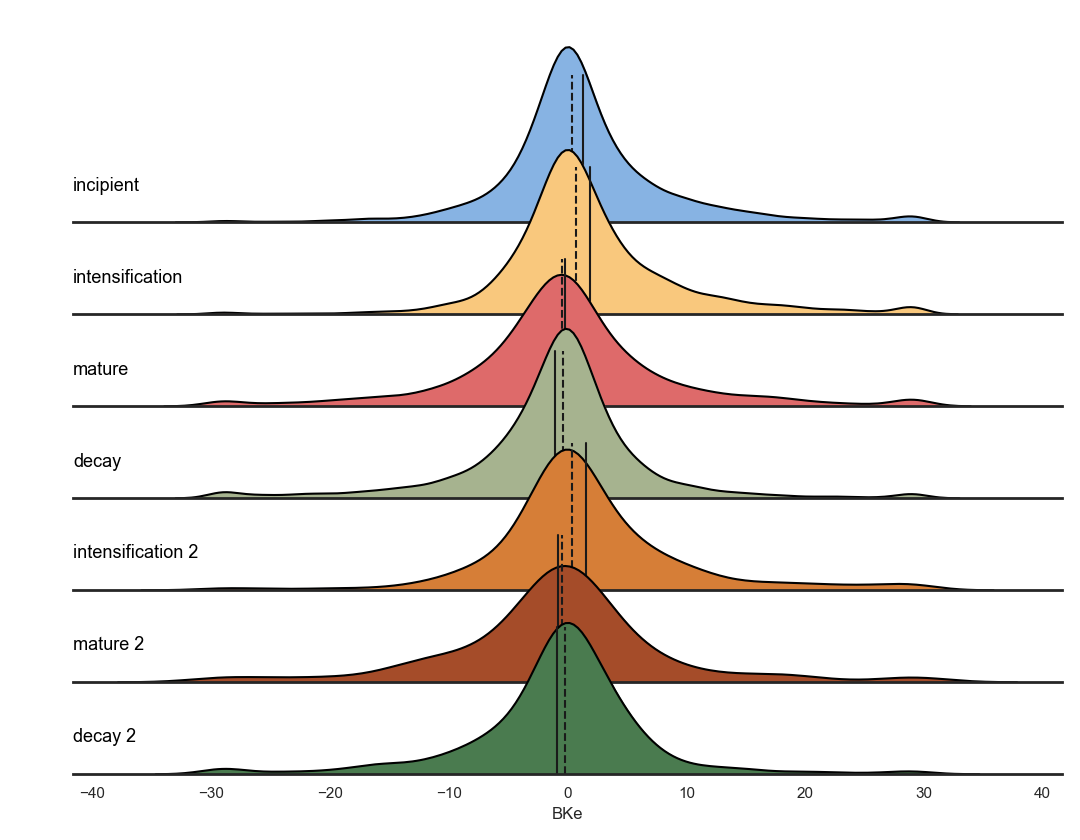 incipient
intensification
mature
decay
intensification 2
mature 2
decay 2
−40 −30 −20 −10 0 10 20 30 40
BKe